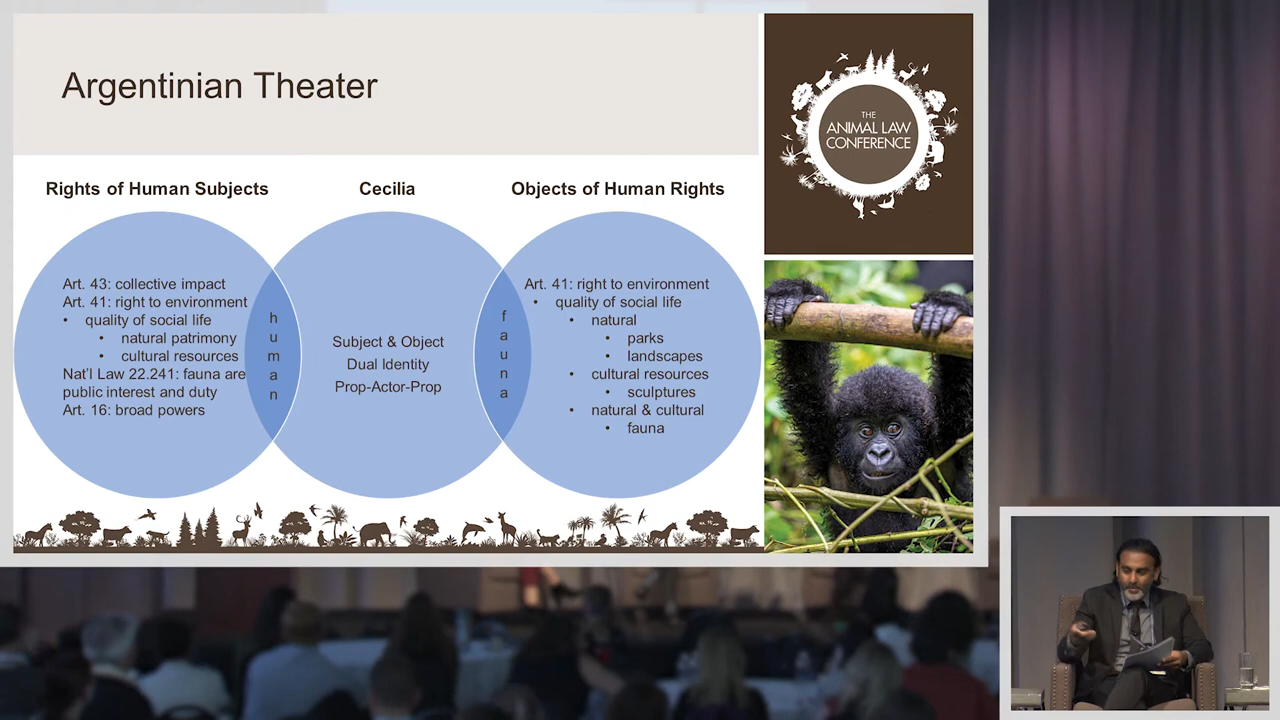 Argentinian Theater
THE
ANIMAL LAW
CONFERENCE
Rights of Human Subjects
Cecilia
Objects of Human Rights
Art. 43: collective impact
Art. 41: right to environment
• quality of social life
• natural patrimony
• cultural resources
Nat'l Law 22.241: fauna are
public interest and duty
Art. 16: broad powers
h
u
m
a
n
Subject & Object
Dual Identity
Prop-Actor-Prop
f
a
u
n
a
Art. 41: right to environment
• quality of social life
• natural
• parks
• landscapes
• cultural resources
• sculptures
• natural & cultural
• fauna